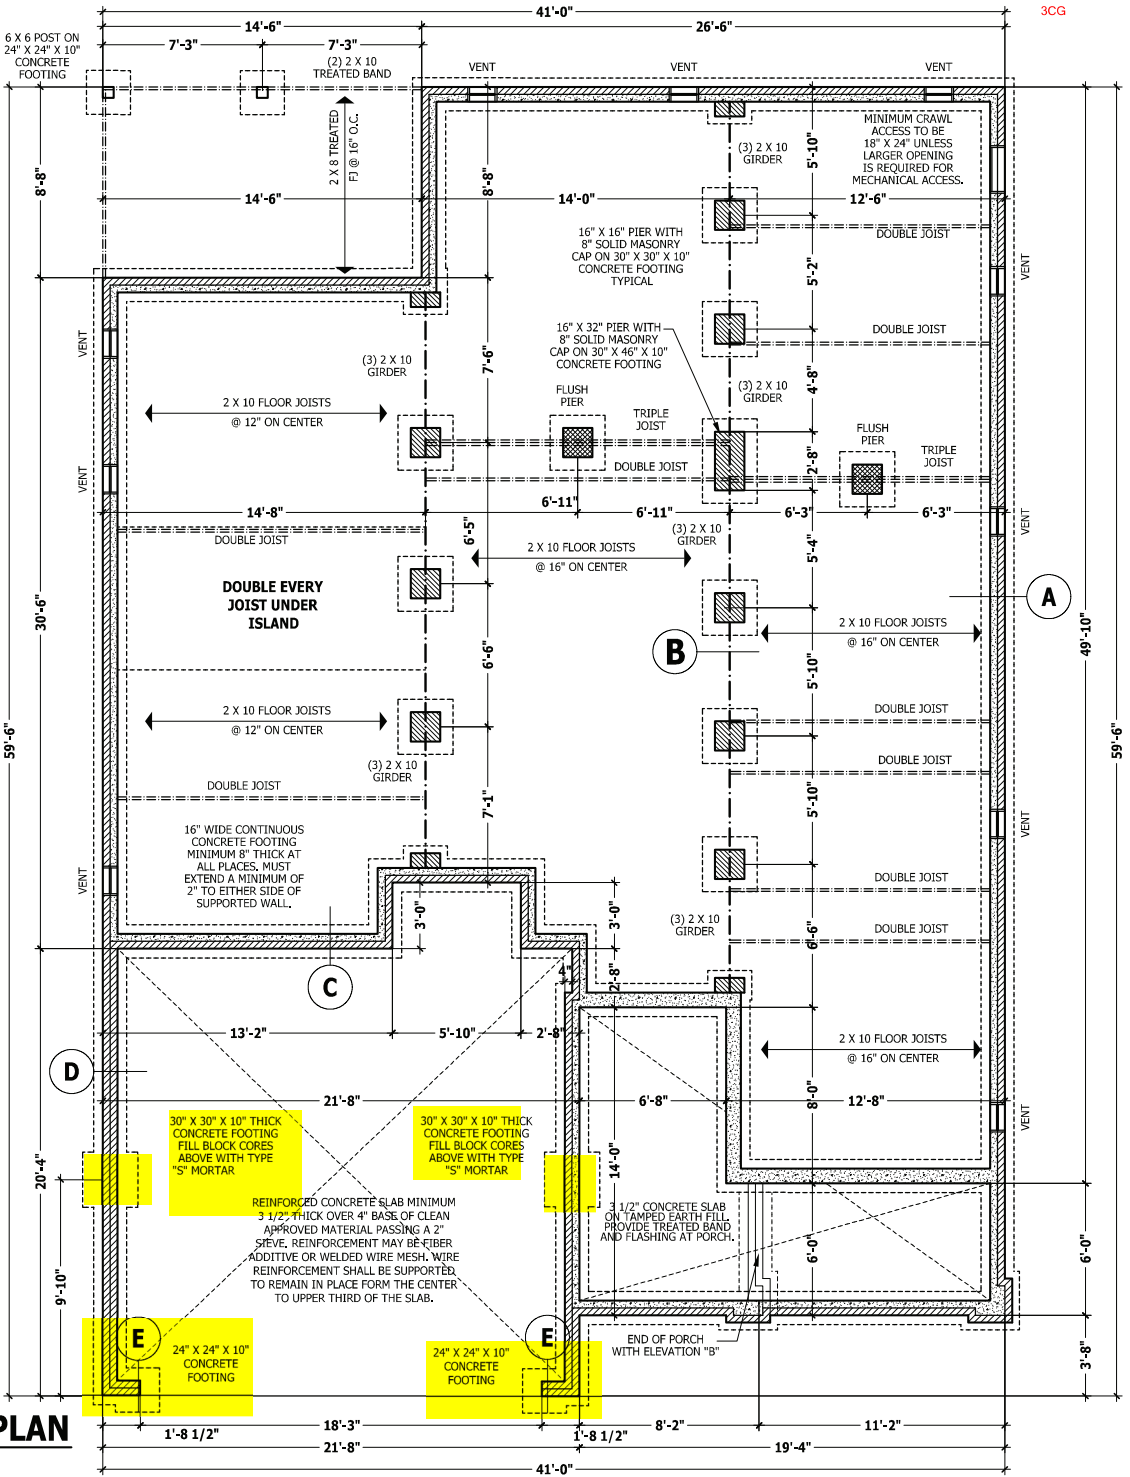 41'-0"
3CG
14'-6"
26'-6"
7'-3"
7'-3"
6 X 6 POST ON
24" X 24" X 10"
CONCRETE
FOOTING
(2) 2 X 10
TREATED BAND
VENT
VENT
VENT
2 X 8 TREATED
FJ @ 16" O.C.
8'-8"
8'-8"
(3) 2 X 10
GIRDER
5'-10"
MINIMUM CRAWL
ACCESS TO BE
18" X 24" UNLESS
LARGER OPENING
IS REQUIRED FOR
MECHANICAL ACCESS.
14'-6"
14'-0"
12'-6"
16" X 16" PIER WITH
8" SOLID MASONRY
CAP ON 30" X 30" X 10"
CONCRETE FOOTING
TYPICAL
DOUBLE JOIST
5'-2"
VENT
16" X 32" PIER WITH
8" SOLID MASONRY
CAP ON 30" X 46" X 10"
CONCRETE FOOTING
DOUBLE JOIST
VENT
(3) 2 X 10
GIRDER
7'-6"
4'-8"
(3) 2 X 10
GIRDER
2 X 10 FLOOR JOISTS
@ 12" ON CENTER
FLUSH
PIER
TRIPLE
JOIST
FLUSH
PIER
TRIPLE
JOIST
2'-8"
DOUBLE JOIST
VENT
14'-8"
6'-11"
6'-11"
6'-3"
6'-3"
VENT
6'-5"
DOUBLE JOIST
(3) 2 X 10
GIRDER
5'-4"
2 X 10 FLOOR JOISTS
@ 16" ON CENTER
DOUBLE EVERY
JOIST UNDER
ISLAND
A
30'-6"
2 X 10 FLOOR JOISTS
@ 16" ON CENTER
49'-10"
B
6'-6"
5'-10"
2 X 10 FLOOR JOISTS
@ 12" ON CENTER
DOUBLE JOIST
59'-6"
59'-6"
DOUBLE JOIST
(3) 2 X 10
GIRDER
DOUBLE JOIST
7'-1"
5'-10"
16" WIDE CONTINUOUS
CONCRETE FOOTING
MINIMUM 8" THICK AT
ALL PLACES. MUST
EXTEND A MINIMUM OF
2" TO EITHER SIDE OF
SUPPORTED WALL.
VENT
VENT
DOUBLE JOIST
3'-0"
3'-0"
(3) 2 X 10
GIRDER
6'-6"
DOUBLE JOIST
C
4"
2'-8"
13'-2"
5'-10"
2'-8"
2 X 10 FLOOR JOISTS
@ 16" ON CENTER
D
21'-8"
6'-8"
8'-0"
12'-8"
VENT
30" X 30" X 10" THICK
CONCRETE FOOTING
FILL BLOCK CORES
ABOVE WITH TYPE
"S" MORTAR
30" X 30" X 10" THICK
CONCRETE FOOTING
FILL BLOCK CORES
ABOVE WITH TYPE
"S" MORTAR
20'-4"
14'-0"
REINFORCED CONCRETE SLAB MINIMUM
3 1/2" THICK OVER 4" BASE OF CLEAN
APPROVED MATERIAL PASSING A 2"
SIEVE. REINFORCEMENT MAY BE FIBER
ADDITIVE OR WELDED WIRE MESH. WIRE
REINFORCEMENT SHALL BE SUPPORTED
TO REMAIN IN PLACE FORM THE CENTER
TO UPPER THIRD OF THE SLAB.
3 1/2" CONCRETE SLAB
ON TAMPED EARTH FILL.
PROVIDE TREATED BAND
AND FLASHING AT PORCH.
6'-0"
6'-0"
9'-10"
E
E
24" X 24" X 10"
CONCRETE
FOOTING
24" X 24" X 10"
CONCRETE
FOOTING
END OF PORCH
WITH ELEVATION "B"
3'-8"
PLAN
1'-8 1/2"
18'-3"
1'-8 1/2"
8'-2"
11'-2"
21'-8"
19'-4"
41'-0"